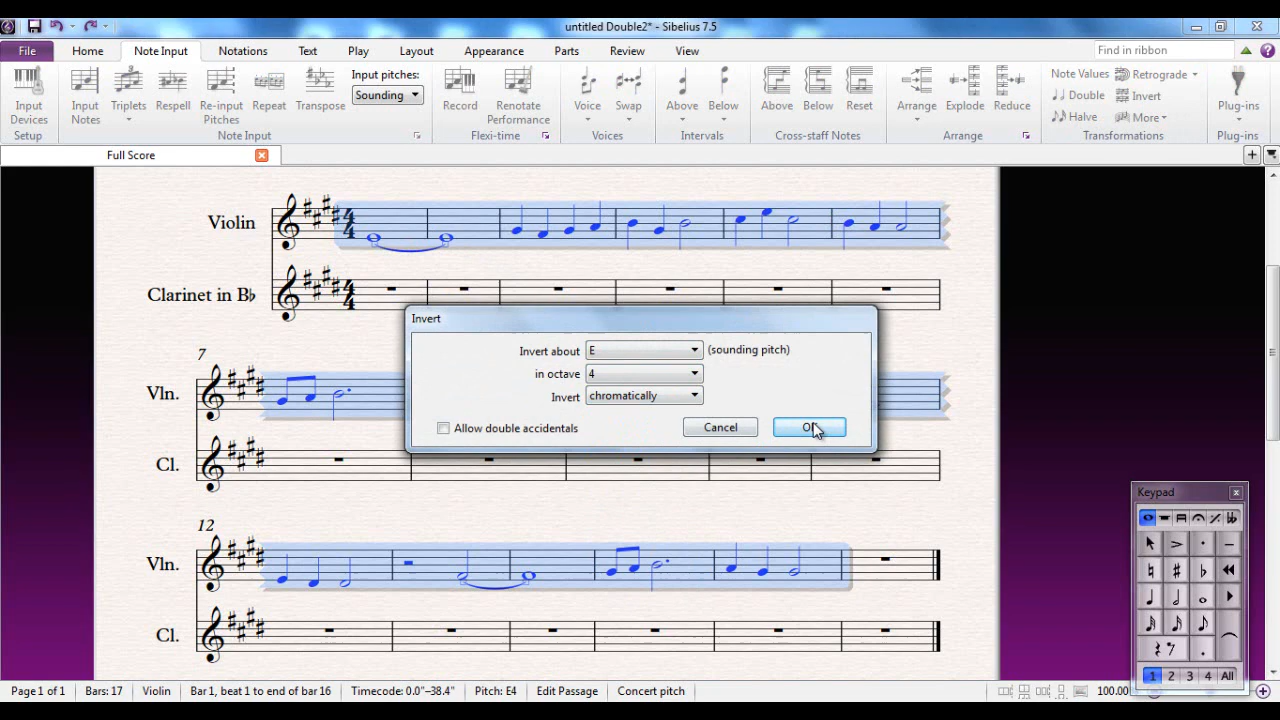 untitled Double2* - Sibelius 7.5
File Home Note Input Notations Text Play Layout Appearance Parts Review View Find in ribbon
Input Devices
Input Notes
Triplets
Respell
Re-input Pitches
Repeat
Transpose
Input pitches:
Sounding
Record
Renotate Performance
Voice
Swap
Above
Below
Above
Below
Reset
Arrange
Explode
Reduce
Note Values
Double
Halve
Retrograde
Invert
More
Plug-ins
Setup Note Input Flexi-time Voices Intervals Cross-staff Notes Arrange Transformations Plug-ins
Full Score
Violin
4
4
Clarinet in B♭
4
4
Invert
Invert about E (sounding pitch)
in octave 4
Invert chromatically
Allow double accidentals
Cancel
7
Vln.
Cl.
12
Vln.
Cl.
Keypad
1 2 3 4 All
Page 1 of 1 Bars: 17 Violin Bar 1, beat 1 to end of bar 16 Timecode: 0.0"–38.4" Pitch: E4 Edit Passage Concert pitch 100.00